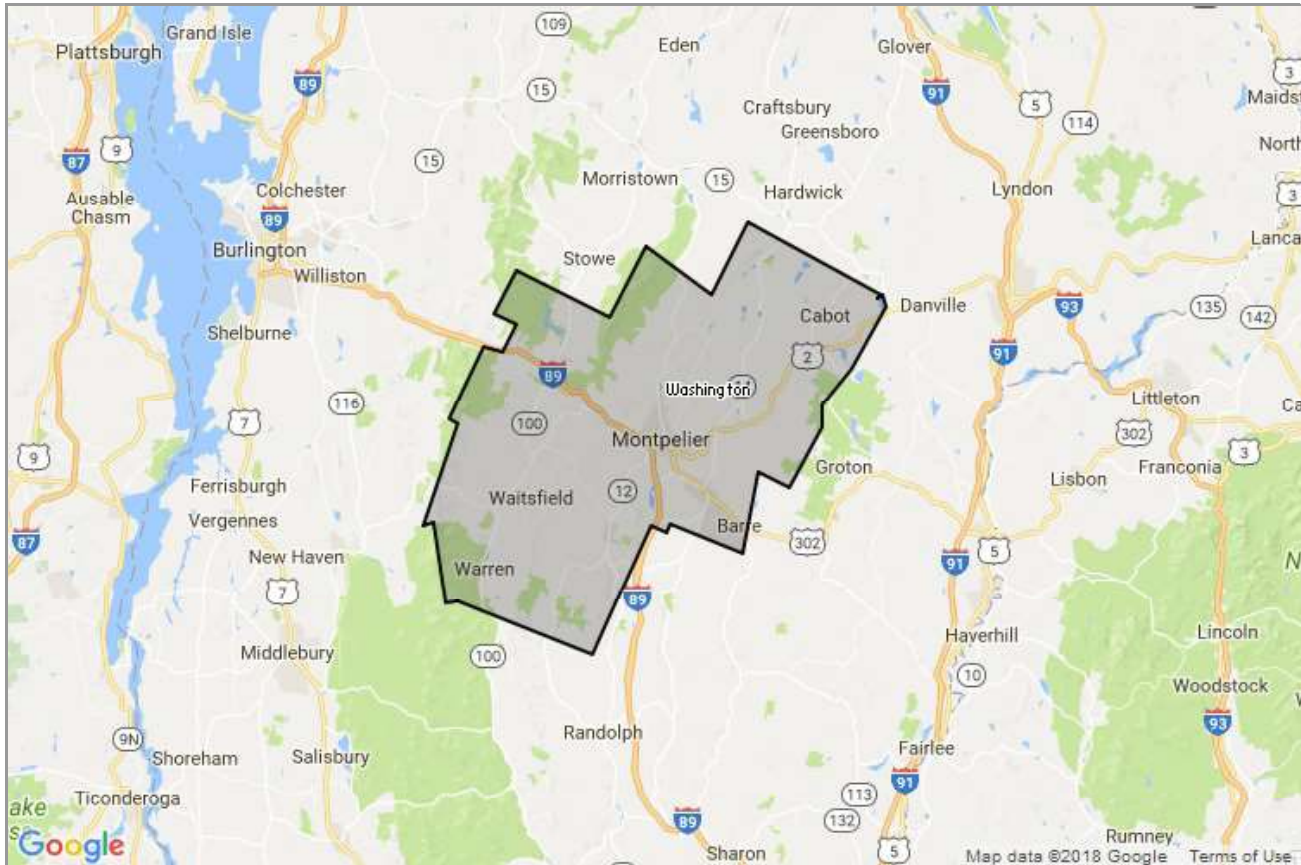 Grand Isle
109
Eden
Glover
Plattsburgh
3
89
15
91
5
Maidst
Craftsbury
Greensboro
114
9
87
15
15
North
Morristown
Colchester
Hardwick
Lyndon
Ausable
Chasm
3
89
Burlington
Stowe
Lanca
Williston
Cabot
Danville
93
135
142
Shelburne
2
91
89
Washington
116
Littleton
Ca
7
100
Montpelier
302
9
Groton
Lisbon
Franconia
3
Ferrisburgh
Waitsfield
12
Vergennes
Barre
87
302
5
New Haven
Warren
91
N
7
89
Haverhill
Lincoln
Middlebury
100
10
Woodstock
Randolph
93
9N
Shoreham
Salisbury
Fairlee
91
Ticonderoga
113
ake
132
89
5
Rumney
Google
Sharon
Map data ©2018 Google
Terms of Use